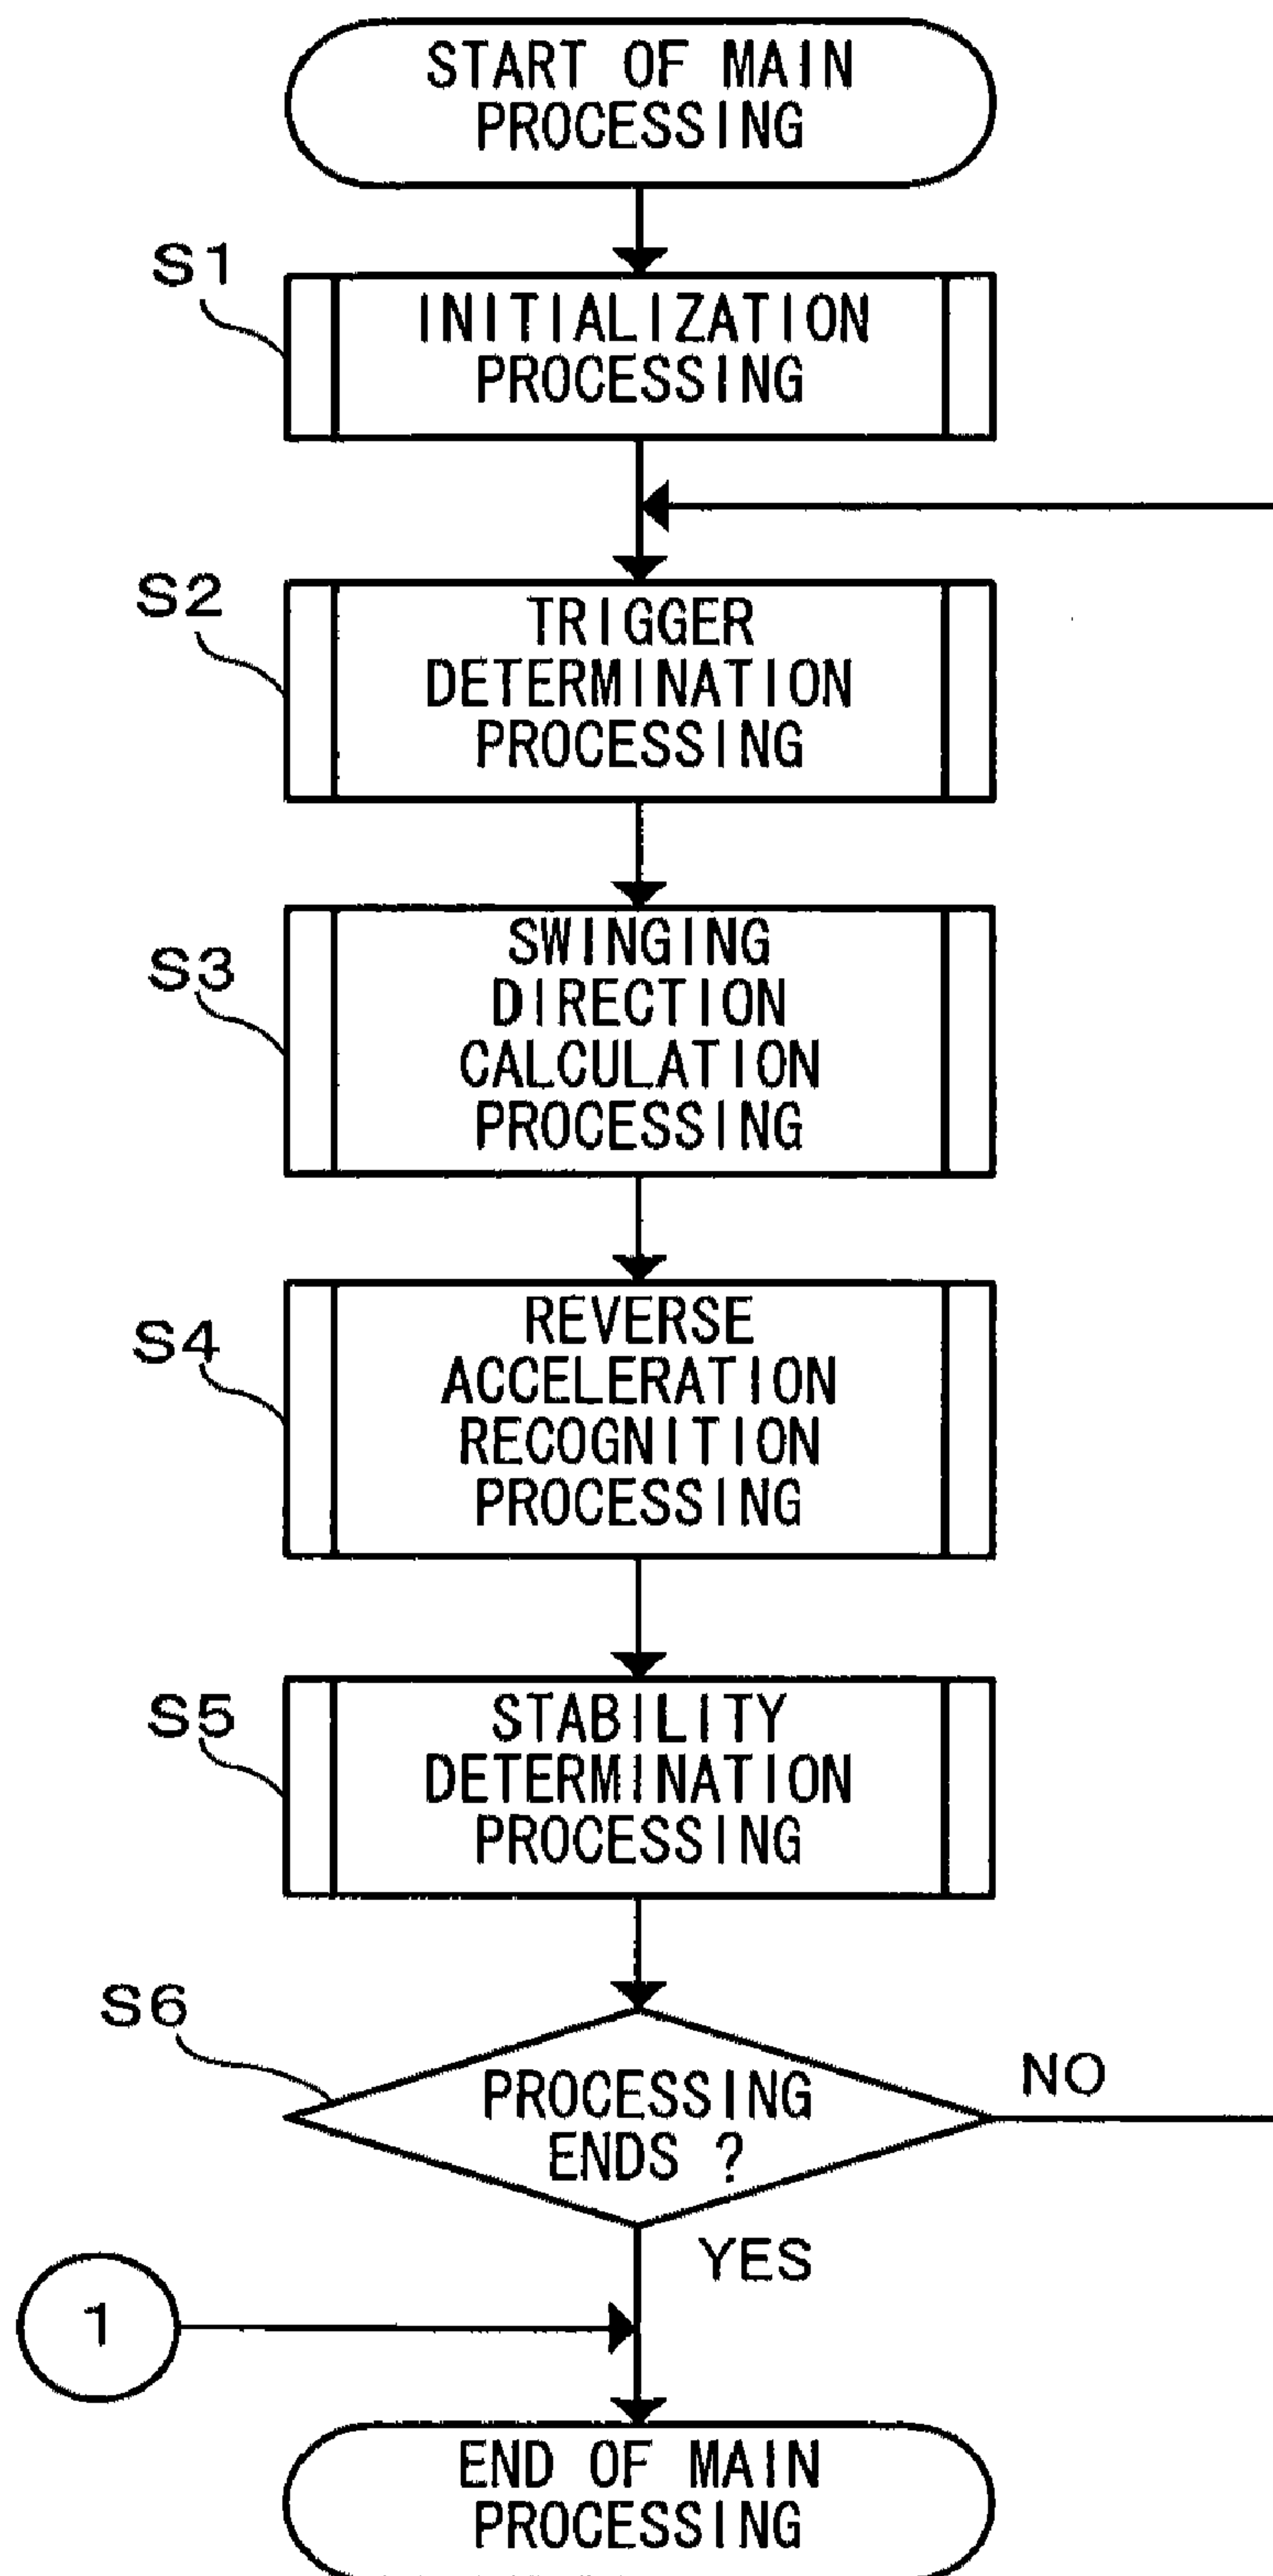 START OF MAIN
PROCESSING
S1
INITIALIZATION
PROCESSING
S2
TRIGGER
DETERMINATION
PROCESSING
S3
SWINGING
DIRECTION
CALCULATION
PROCESSING
S4
REVERSE
ACCELERATION
RECOGNITION
PROCESSING
S5
STABILITY
DETERMINATION
PROCESSING
S6
PROCESSING
ENDS ?
NO
YES
1
END OF MAIN
PROCESSING